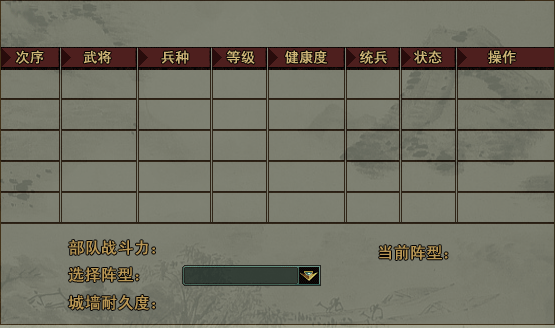 次序 武将 兵种 等级 健康度 统兵 状态 操作
部队战斗力：
当前阵型：
选择阵型：
城墙耐久度：